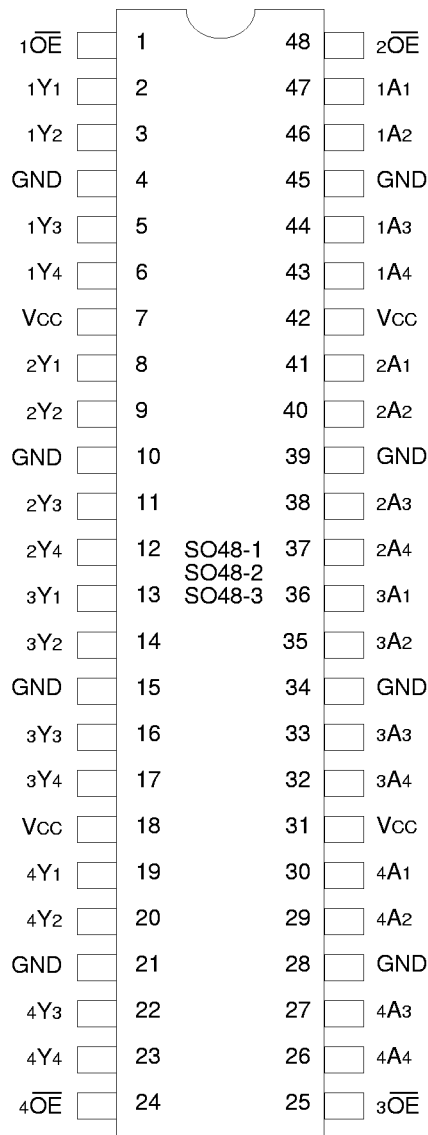 1O̅E̅ 1 48 2O̅E̅
1Y1 2 47 1A1
1Y2 3 46 1A2
GND 4 45 GND
1Y3 5 44 1A3
1Y4 6 43 1A4
VCC 7 42 VCC
2Y1 8 41 2A1
2Y2 9 40 2A2
GND 10 39 GND
2Y3 11 38 2A3
2Y4 12 SO48-1 37 2A4
SO48-2
3Y1 13 SO48-3 36 3A1
3Y2 14 35 3A2
GND 15 34 GND
3Y3 16 33 3A3
3Y4 17 32 3A4
VCC 18 31 VCC
4Y1 19 30 4A1
4Y2 20 29 4A2
GND 21 28 GND
4Y3 22 27 4A3
4Y4 23 26 4A4
4O̅E̅ 24 25 3O̅E̅